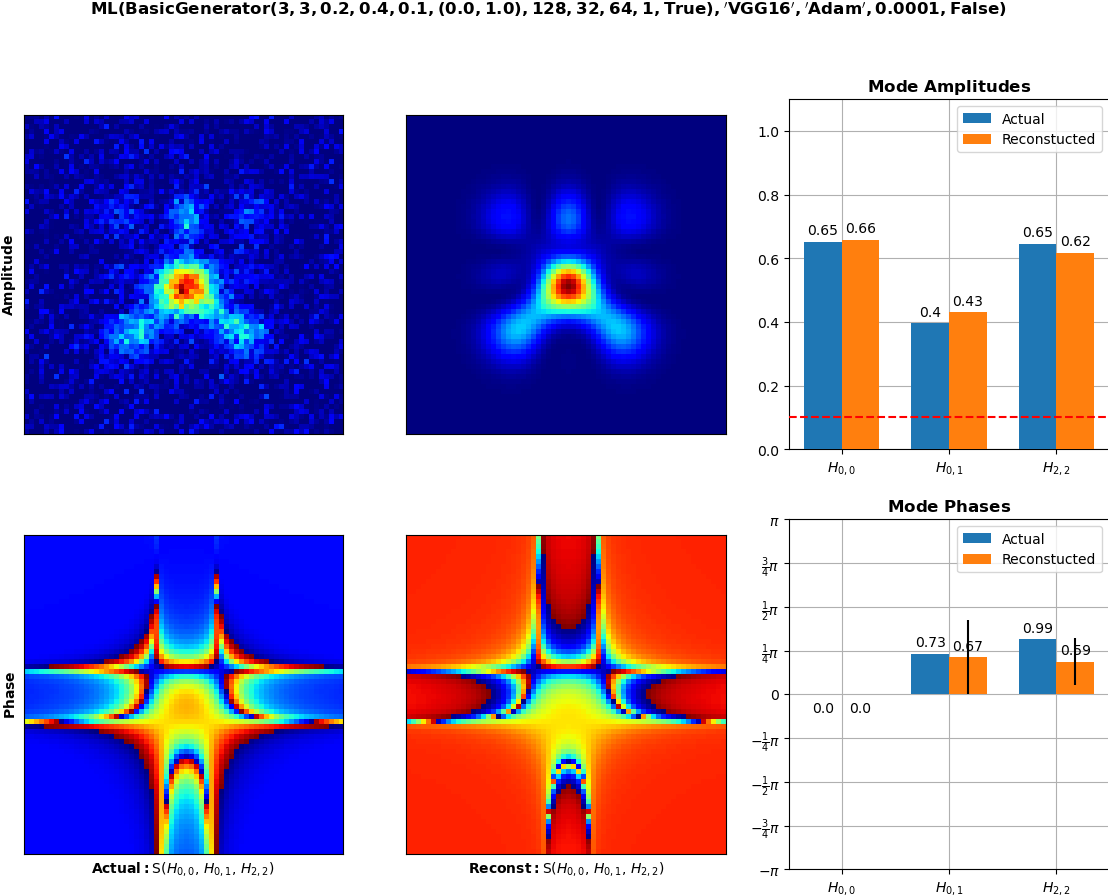 ML(BasicGenerator(3, 3, 0.2, 0.4, 0.1, (0.0, 1.0), 128, 32, 64, 1, True), ′VGG16′, ′Adam′, 0.0001, False)
Mode Amplitudes
Amplitude
1.0
0.8
0.6
0.4
0.2
0.0
Actual
Reconstucted
0.65
0.66
0.4
0.43
0.65
0.62
H0,0
H0,1
H2,2
Mode Phases
Phase
π
3/4π
1/2π
1/4π
0
−1/4π
−1/2π
−3/4π
−π
Actual
Reconstucted
0.0
0.0
0.73
0.67
0.99
0.59
H0,0
H0,1
H2,2
Actual: S(H0,0, H0,1, H2,2)
Reconst: S(H0,0, H0,1, H2,2)